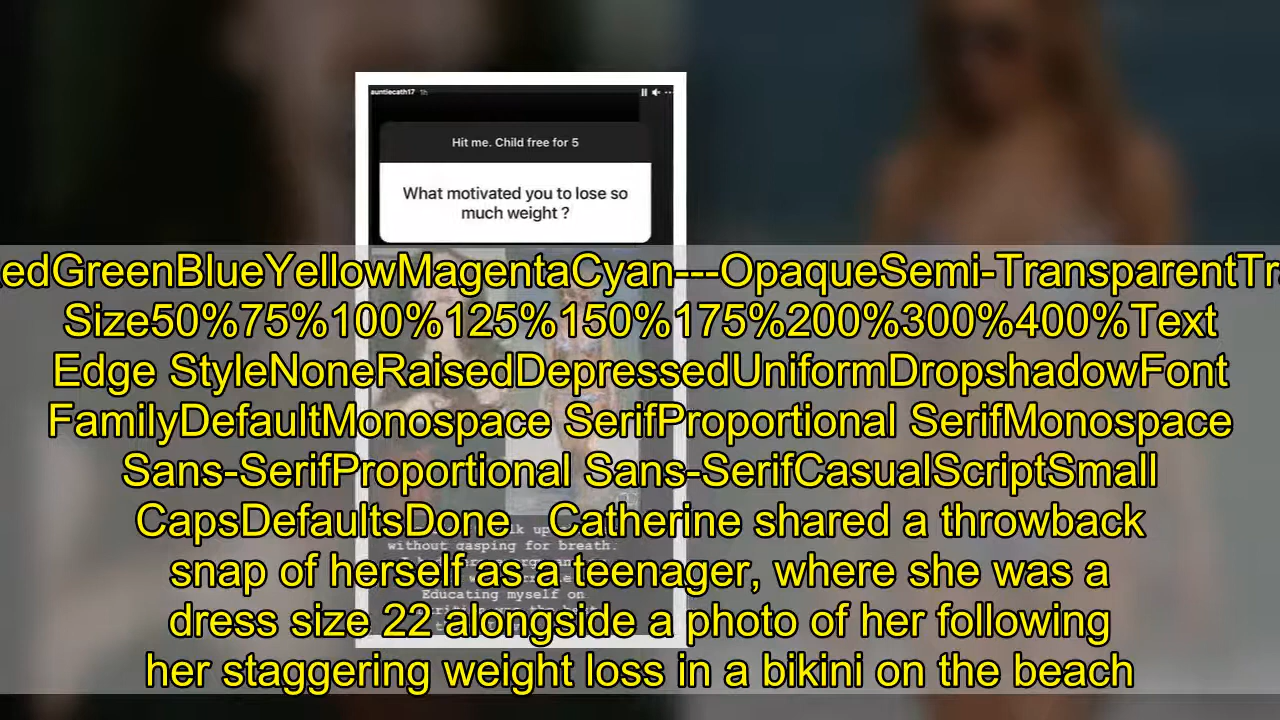 auntiecath17 1h
Hit me. Child free for 5
What motivated you to lose so
much weight ?
edGreenBlueYellowMagentaCyan---OpaqueSemi-TransparentTra
Size50%75%100%125%150%175%200%300%400%Text
Edge StyleNoneRaisedDepressedUniformDropshadowFont
FamilyDefaultMonospace SerifProportional SerifMonospace
Sans-SerifProportional Sans-SerifCasualScriptSmall
CapsDefaultsDone Catherine shared a throwback
without gasping for breath.
snap of herself as a teenager, where she was a
Educating myself on
dress size 22 alongside a photo of her following
her staggering weight loss in a bikini on the beach